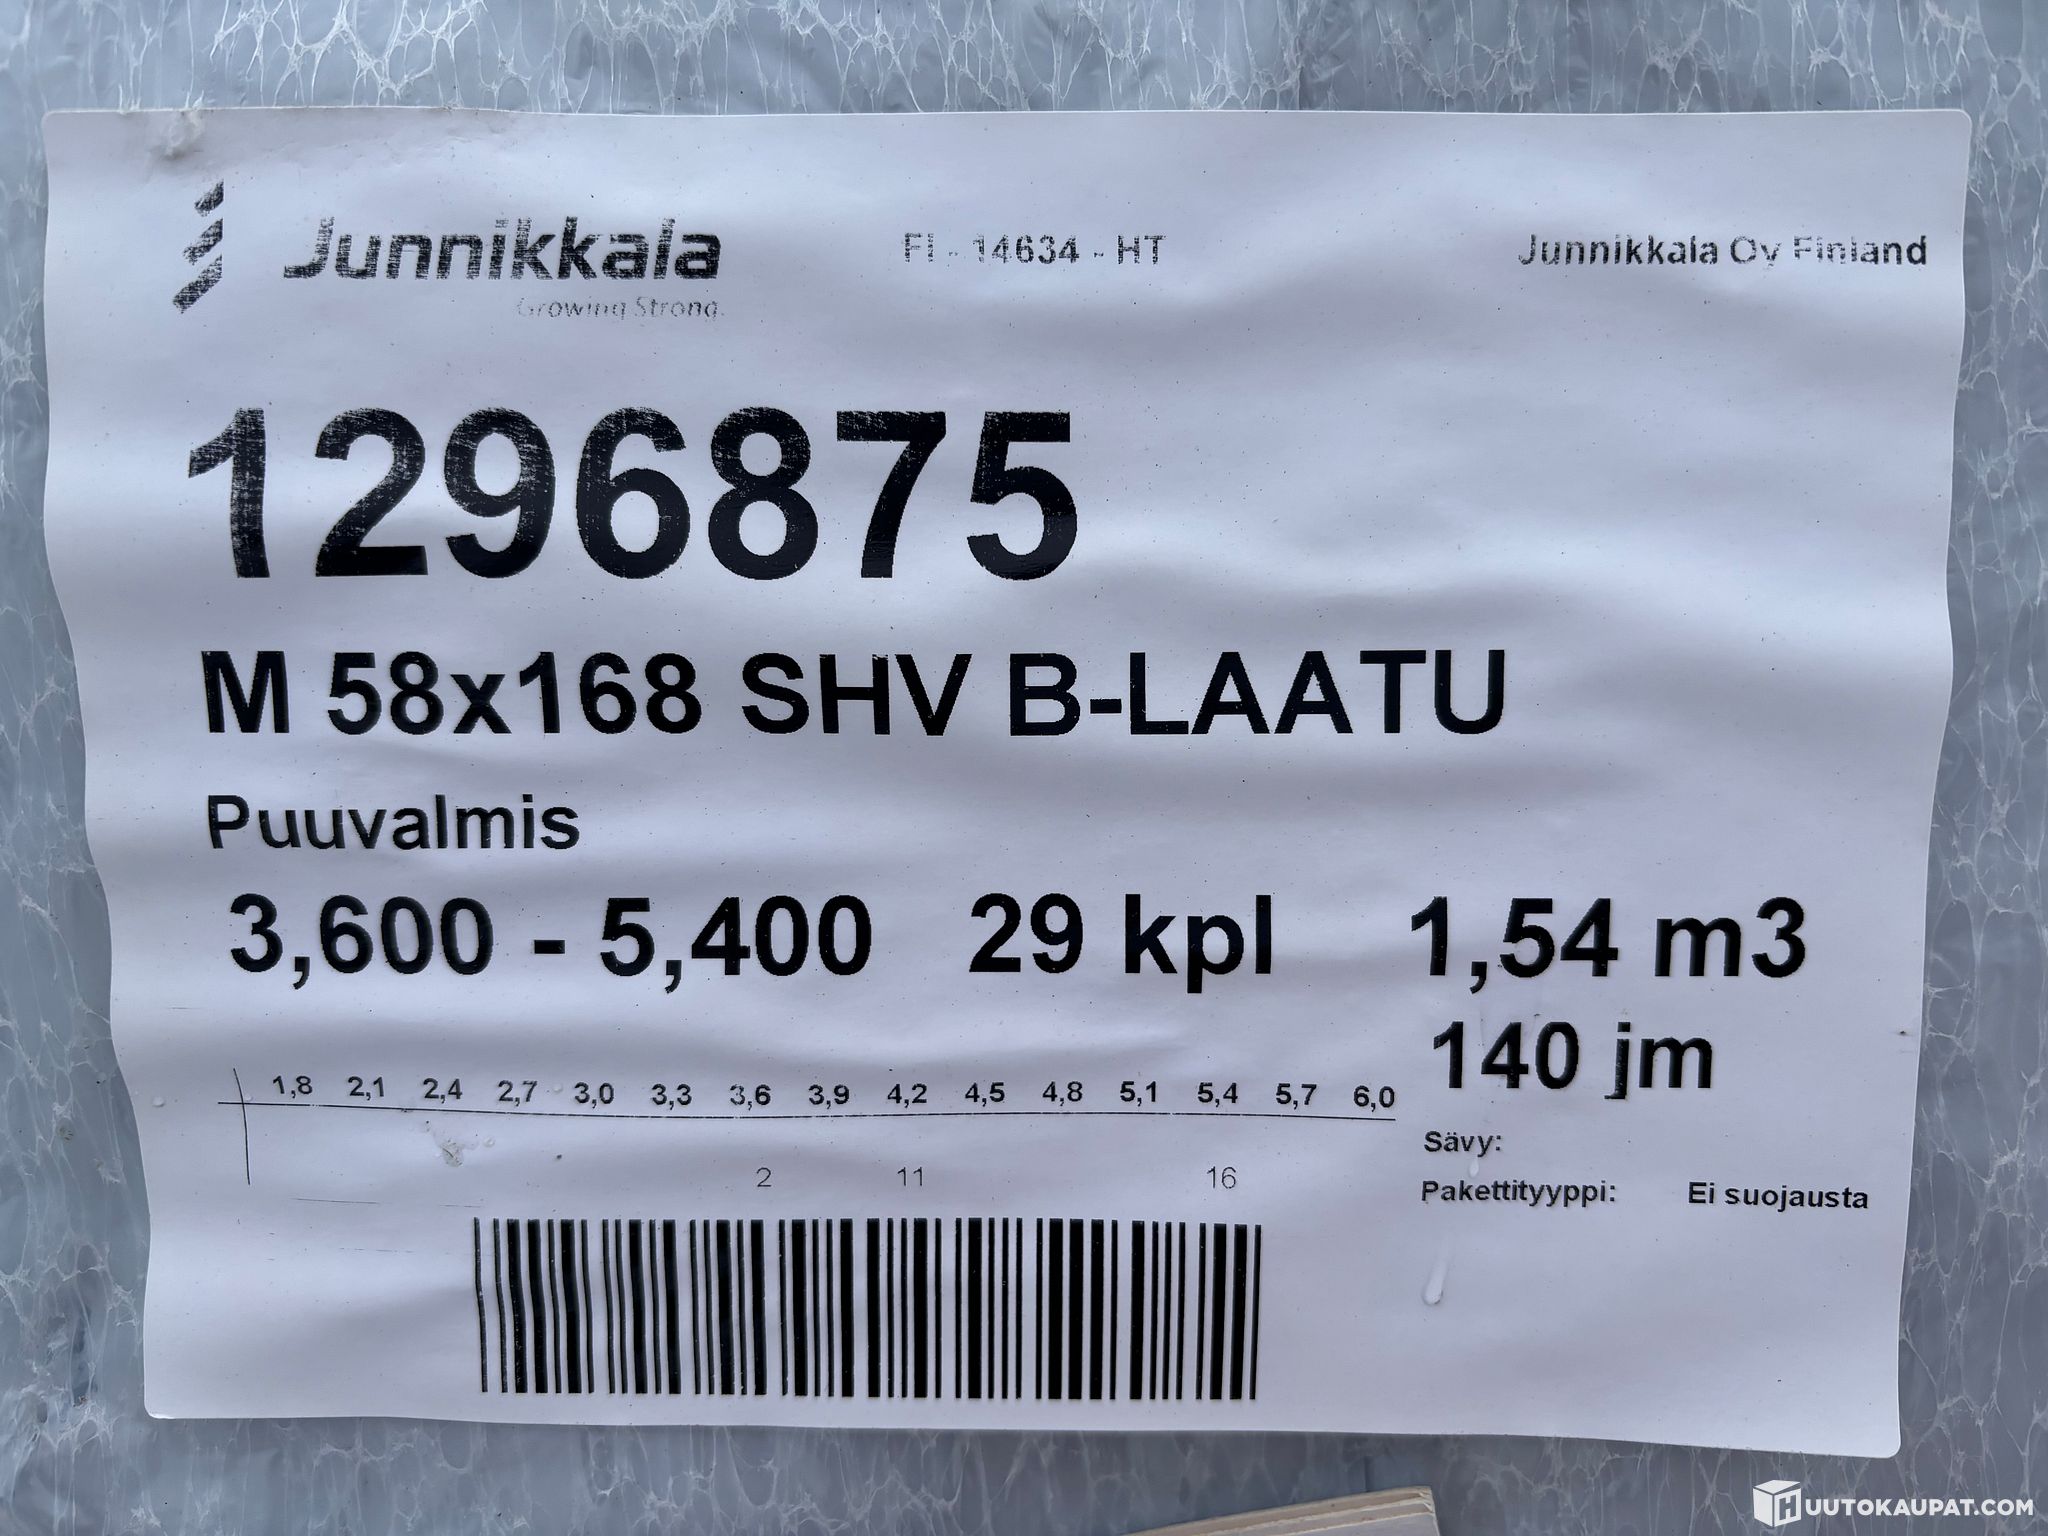 Junnikkala
Growing Strong.
FI - 14634 - HT
Junnikkala Oy Finland
1296875
M 58x168 SHV B-LAATU
Puuvalmis
3,600 - 5,400 29 kpl 1,54 m3
140 jm
1,8 2,1 2,4 2,7 3,0 3,3 3,6 3,9 4,2 4,5 4,8 5,1 5,4 5,7 6,0
2 11 16
Sävy:
Pakettityyppi: Ei suojausta
HUUTOKAUPAT.COM